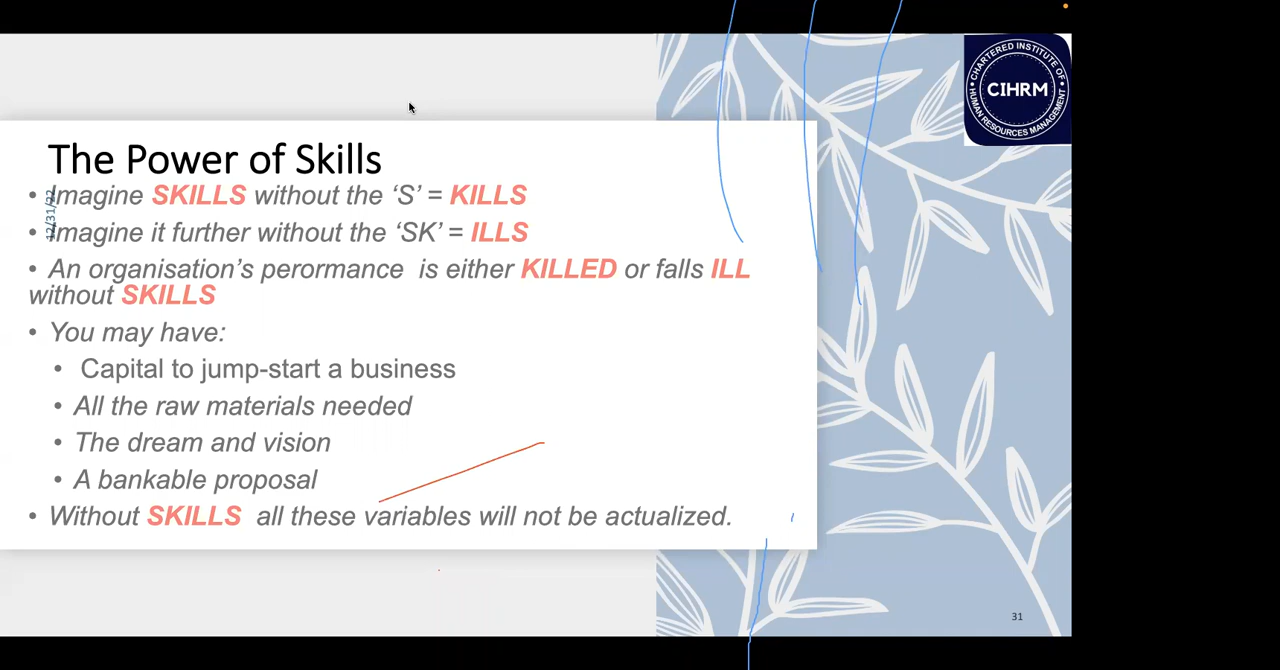 CHARTERED INSTITUTE OF
CIHRM
HUMAN RESOURCES MANAGEMENT
The Power of Skills
• Imagine SKILLS without the ‘S’ = KILLS
12/31/22
• Imagine it further without the ‘SK’ = ILLS
• An organisation’s perormance is either KILLED or falls ILL
without SKILLS
• You may have:
• Capital to jump-start a business
• All the raw materials needed
• The dream and vision
• A bankable proposal
• Without SKILLS all these variables will not be actualized.
31